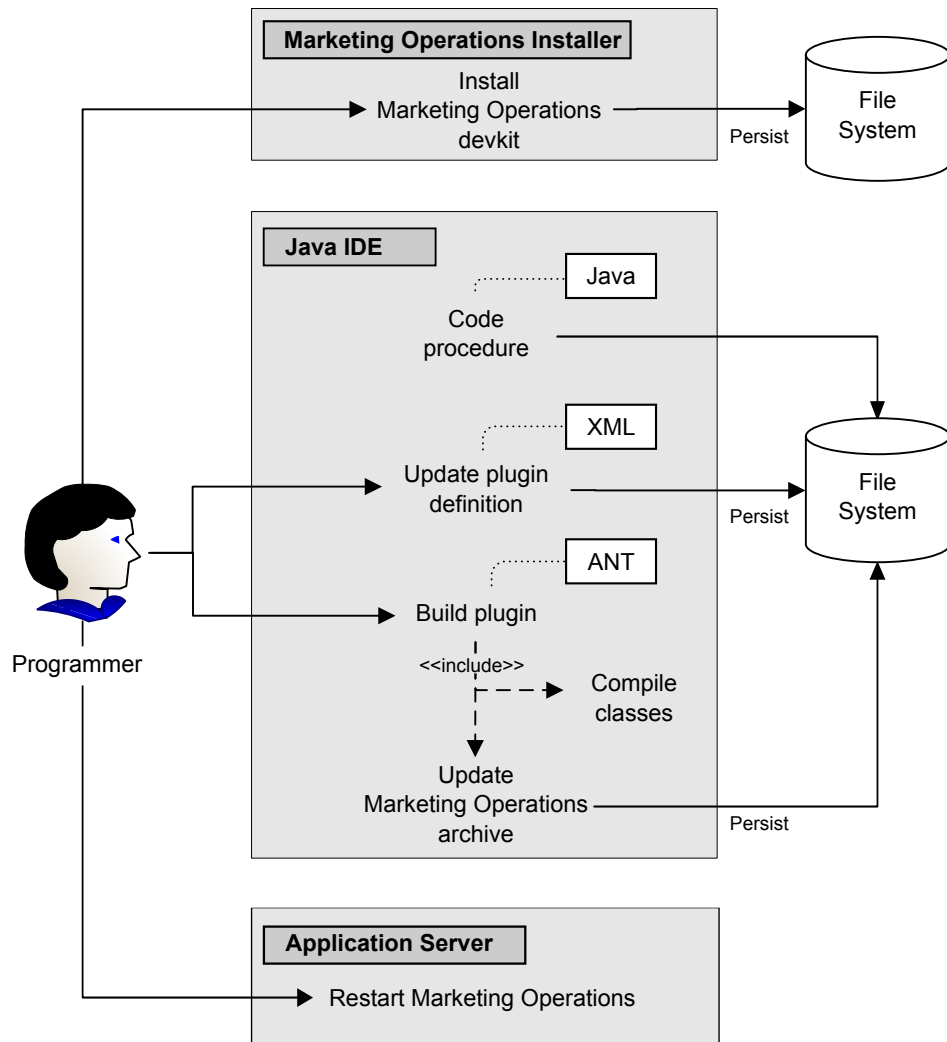 Marketing Operations Installer
Install
Marketing Operations
devkit
Persist
File
System
Java IDE
Java
Code
procedure
XML
Update plugin
definition
Persist
File
System
ANT
Build plugin
<<include>>
Compile
classes
Update
Marketing Operations
archive
Persist
Programmer
Application Server
Restart Marketing Operations